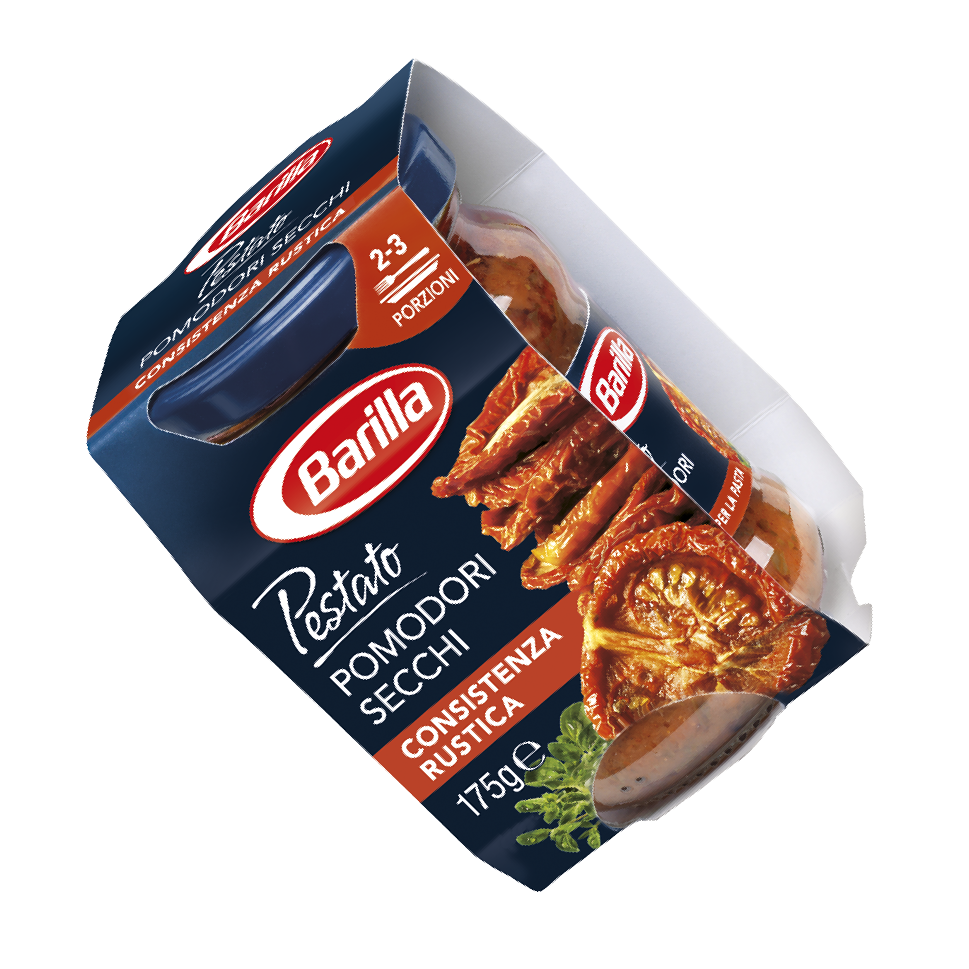 Barilla
Pestato
POMODORI SECCHI
CONSISTENZA RUSTICA
2-3
PORZIONI
Barilla
Pestato
POMODORI
SECCHI
CONSISTENZA
RUSTICA
175g e
Barilla
ORI
PER LA PASTA